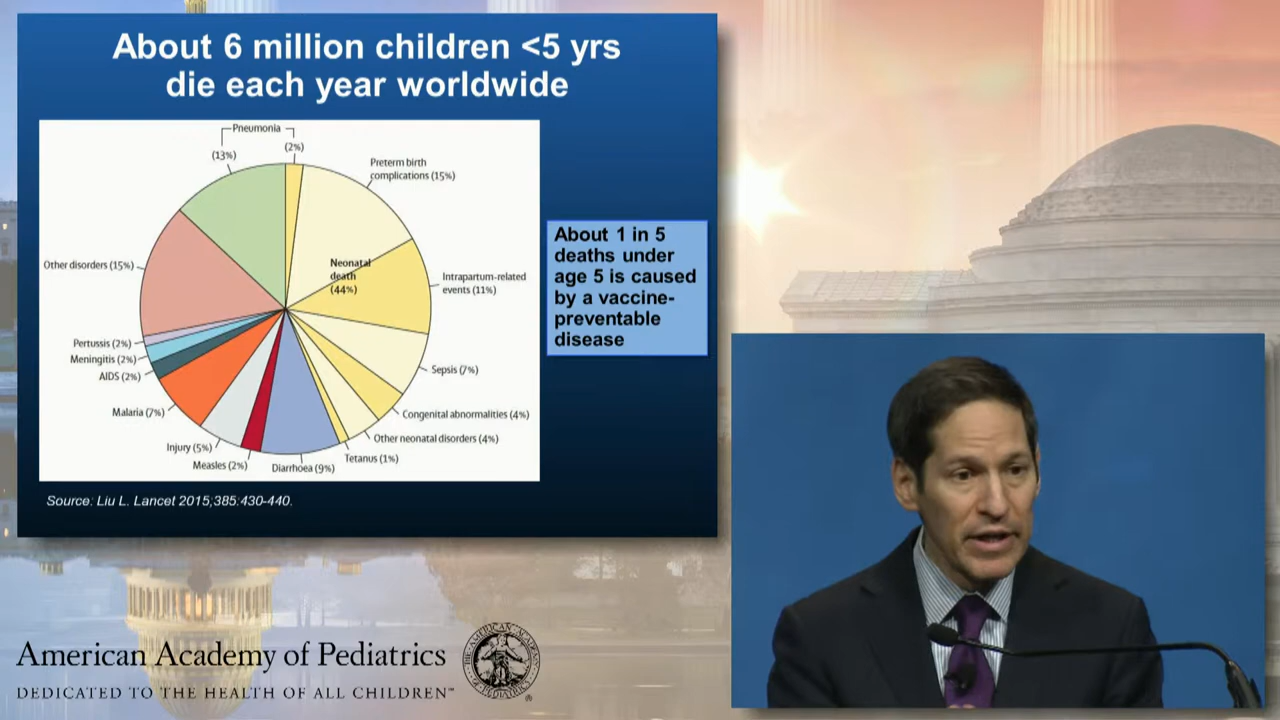 About 6 million children <5 yrs
die each year worldwide
Pneumonia
(13%)
(2%)
Preterm birth
complications (15%)
Neonatal
death
(44%)
Other disorders (15%)
Intrapartum-related
events (11%)
Pertussis (2%)
Meningitis (2%)
AIDS (2%)
Sepsis (7%)
Malaria (7%)
Congenital abnormalities (4%)
Other neonatal disorders (4%)
Injury (5%)
Tetanus (1%)
Measles (2%)
Diarrhoea (9%)
About 1 in 5
deaths under
age 5 is caused
by a vaccine-
preventable
disease
Source: Liu L. Lancet 2015;385:430-440.
American Academy of Pediatrics
DEDICATED TO THE HEALTH OF ALL CHILDREN™